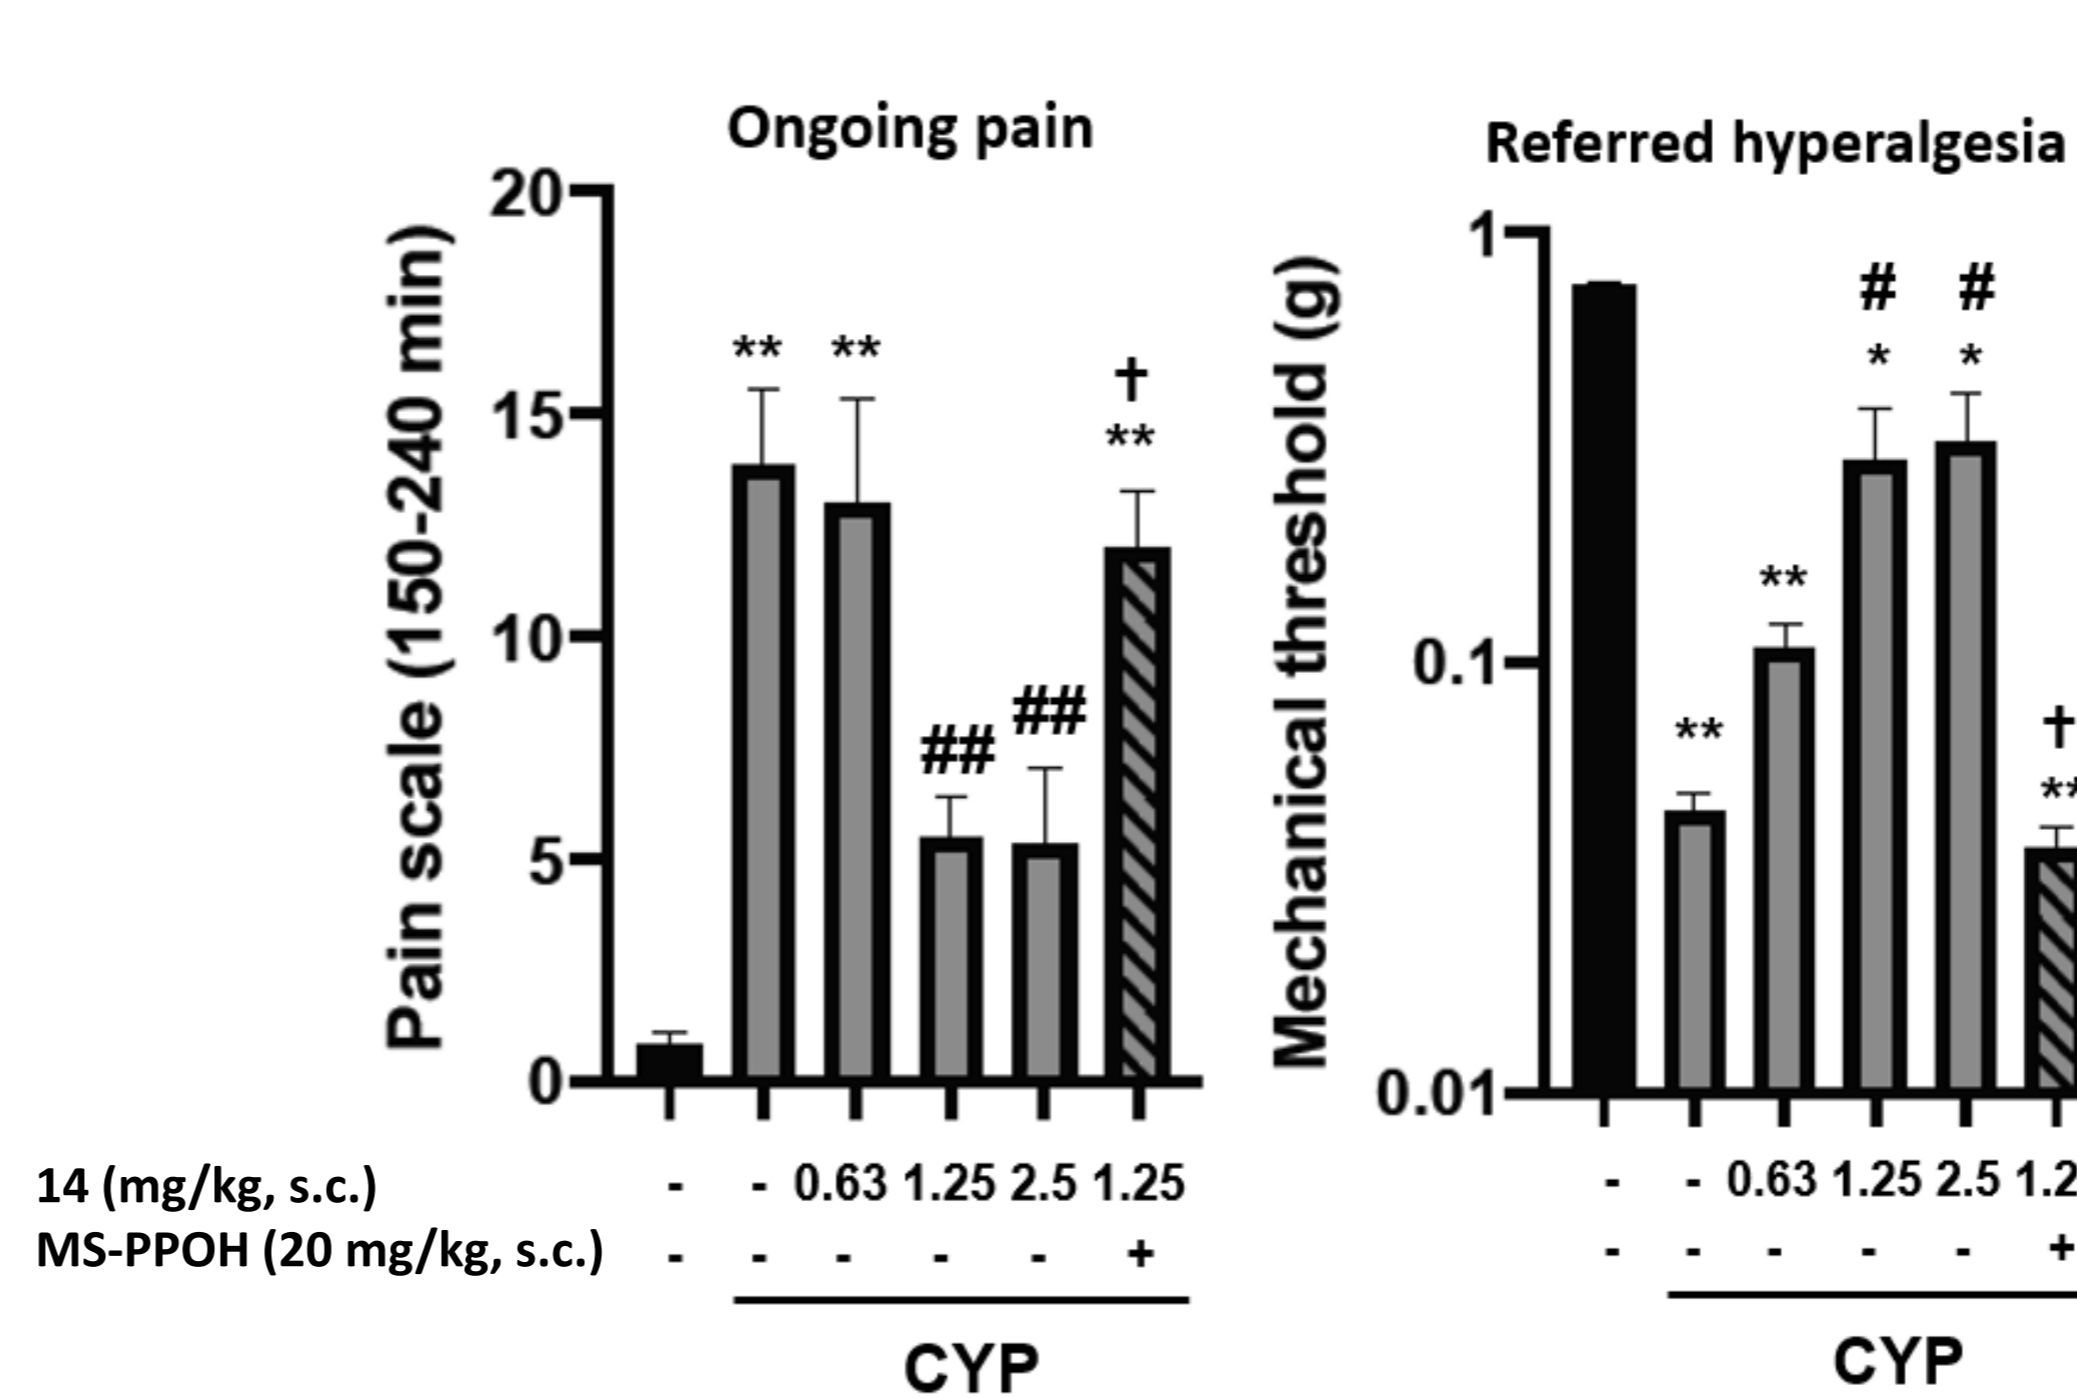 Ongoing pain
Pain scale (150-240 min)
20
15
10
5
0
**
**
##
##
†
**
Referred hyperalgesia
Mechanical threshold (g)
1
0.1
0.01
**
**
#
*
#
*
†
**
14 (mg/kg, s.c.) - - 0.63 1.25 2.5 1.25 - - 0.63 1.25 2.5 1.2
MS-PPOH (20 mg/kg, s.c.) - - - - - + - - - - - +
CYP
CYP